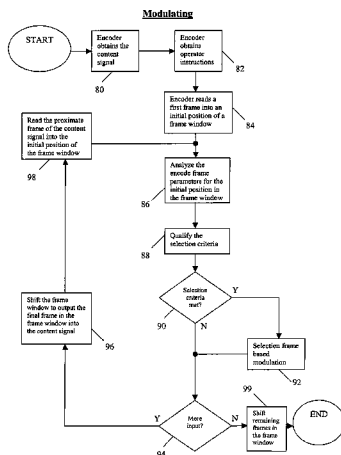 Modulating
START
Encoder
obtains the
content
signal
80
Encoder
obtains
operator
instructions
82
Encoder reads a
first frame into an
initial position of a
frame window
84
Read the proximate
frame of the content
signal into the
initial position of
the frame window
98
Analyze the
encode frame
parameters for the
initial position in
the frame window
86
Qualify the
selection criteria
88
Selection
criteria
met?
Y
90
N
Shift the frame
window to output the
final frame in the
frame window into
the content signal
96
Selection frame
based
modulation
92
99
Y
More
input?
N
Shift
remaining
frames in
the frame
window
END
94